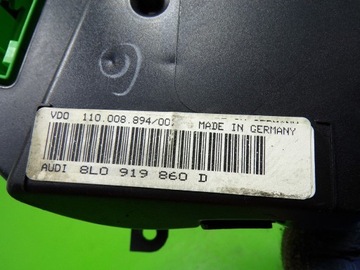 VDO 110.008.894/00
MADE IN GERMANY
AUDI 8L0 919 860 D